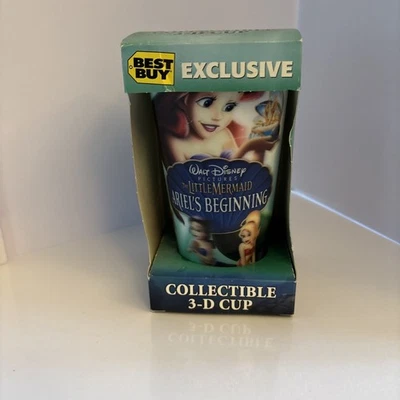 BEST
BUY
EXCLUSIVE
WALT DISNEY
PICTURES
THE LITTLE MERMAID
ARIEL'S BEGINNING
COLLECTIBLE
3-D CUP